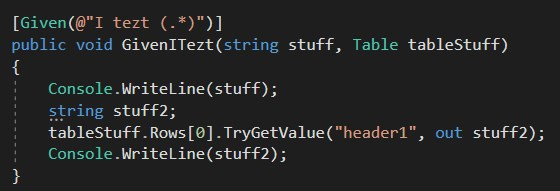 [Given(@"I tezt (.*)")]
public void GivenITezt(string stuff, Table tableStuff)
{
    Console.WriteLine(stuff);
    string stuff2;
    tableStuff.Rows[0].TryGetValue("header1", out stuff2);
    Console.WriteLine(stuff2);
}